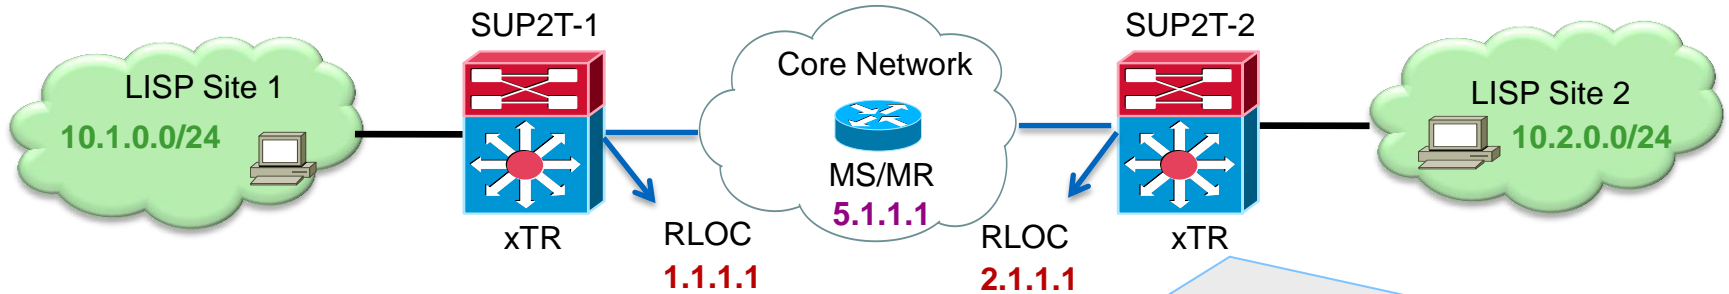 SUP2T-1
SUP2T-2
Core Network
LISP Site 1
10.1.0.0/24
LISP Site 2
10.2.0.0/24
MS/MR
5.1.1.1
xTR
RLOC
1.1.1.1
RLOC
2.1.1.1
xTR